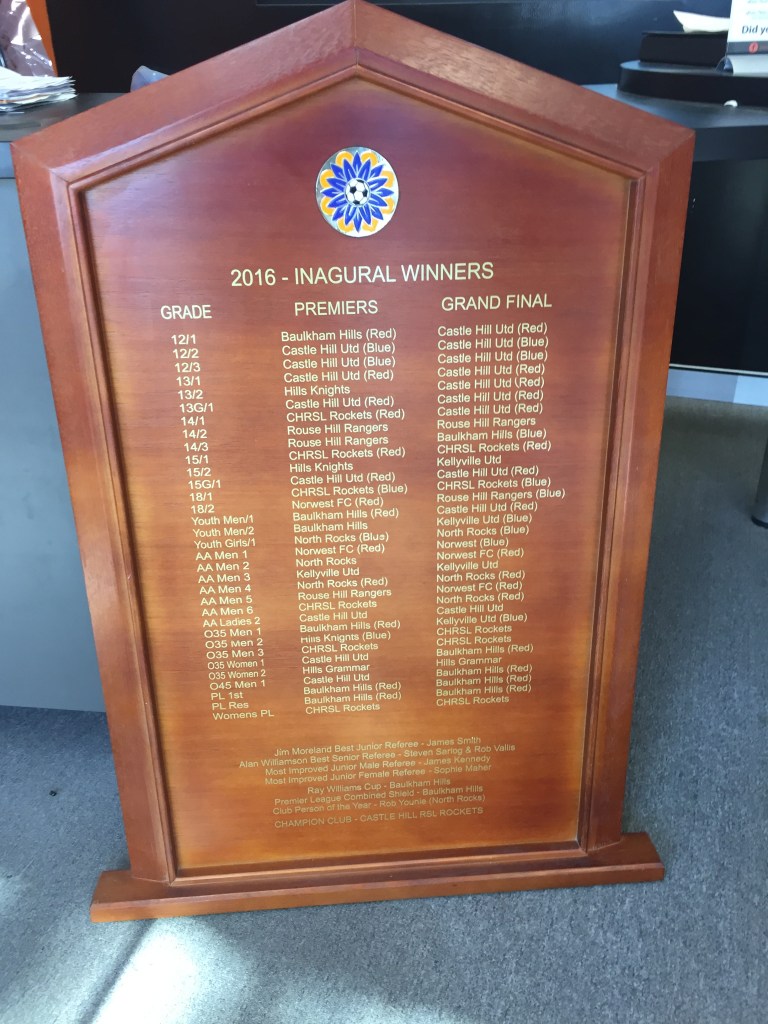 2016 - INAGURAL WINNERS
GRADE PREMIERS GRAND FINAL
12/1 Baulkham Hills (Red) Castle Hill Utd (Red)
12/2 Castle Hill Utd (Blue) Castle Hill Utd (Blue)
12/3 Castle Hill Utd (Blue) Castle Hill Utd (Blue)
13/1 Castle Hill Utd (Red) Castle Hill Utd (Red)
13/2 Hills Knights Castle Hill Utd (Red)
13G/1 Castle Hill Utd (Red) Castle Hill Utd (Red)
14/1 CHRSL Rockets (Red) Castle Hill Utd (Red)
14/2 Rouse Hill Rangers Rouse Hill Rangers
14/3 Rouse Hill Rangers Baulkham Hills (Blue)
15/1 CHRSL Rockets (Red) CHRSL Rockets (Red)
15/2 Hills Knights Kellyville Utd
15G/1 Castle Hill Utd (Red) Castle Hill Utd (Red)
18/1 CHRSL Rockets (Blue) CHRSL Rockets (Blue)
18/2 Norwest FC (Red) Rouse Hill Rangers (Blue)
Youth Men/1 Baulkham Hills (Red) Castle Hill Utd (Red)
Youth Men/2 Baulkham Hills Kellyville Utd (Blue)
Youth Girls/1 North Rocks (Blue) North Rocks (Blue)
AA Men 1 Norwest FC (Red) Norwest (Blue)
AA Men 2 North Rocks Norwest FC (Red)
AA Men 3 Kellyville Utd Kellyville Utd
AA Men 4 North Rocks (Red) North Rocks (Red)
AA Men 5 Rouse Hill Rangers Norwest FC (Red)
AA Men 6 CHRSL Rockets North Rocks (Red)
AA Ladies 2 Castle Hill Utd Castle Hill Utd
O35 Men 1 Baulkham Hills (Red) Kellyville Utd (Blue)
O35 Men 2 Hills Knights (Blue) CHRSL Rockets
O35 Men 3 CHRSL Rockets CHRSL Rockets
O35 Women 1 Castle Hill Utd Baulkham Hills (Red)
O35 Women 2 Hills Grammar Hills Grammar
O45 Men 1 Castle Hill Utd Baulkham Hills (Red)
PL 1st Baulkham Hills (Red) Baulkham Hills (Red)
PL Res Baulkham Hills (Red) Baulkham Hills (Red)
Womens PL CHRSL Rockets CHRSL Rockets
Jim Moreland Best Junior Referee - James Smith
Alan Williamson Best Senior Referee - Steven Sarlog & Rob Vallis
Most Improved Junior Male Referee - James Kennedy
Most Improved Junior Female Referee - Sophie Maher
Ray Williams Cup - Baulkham Hills
Premier League Combined Shield - Baulkham Hills
Club Person of the Year - Rob Younis (North Rocks)
CHAMPION CLUB - CASTLE HILL RSL ROCKETS
Did